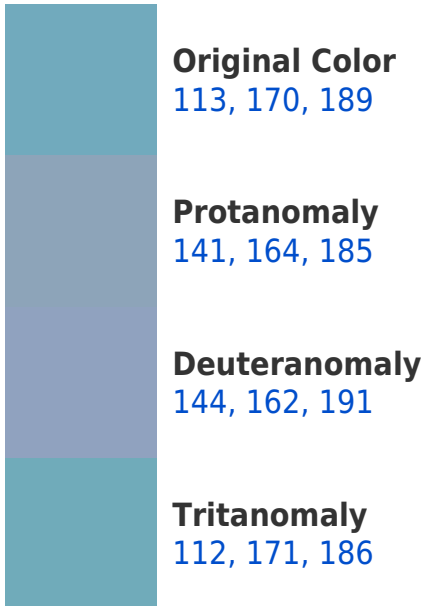 Original Color
113, 170, 189
Protanomaly
141, 164, 185
Deuteranomaly
144, 162, 191
Tritanomaly
112, 171, 186